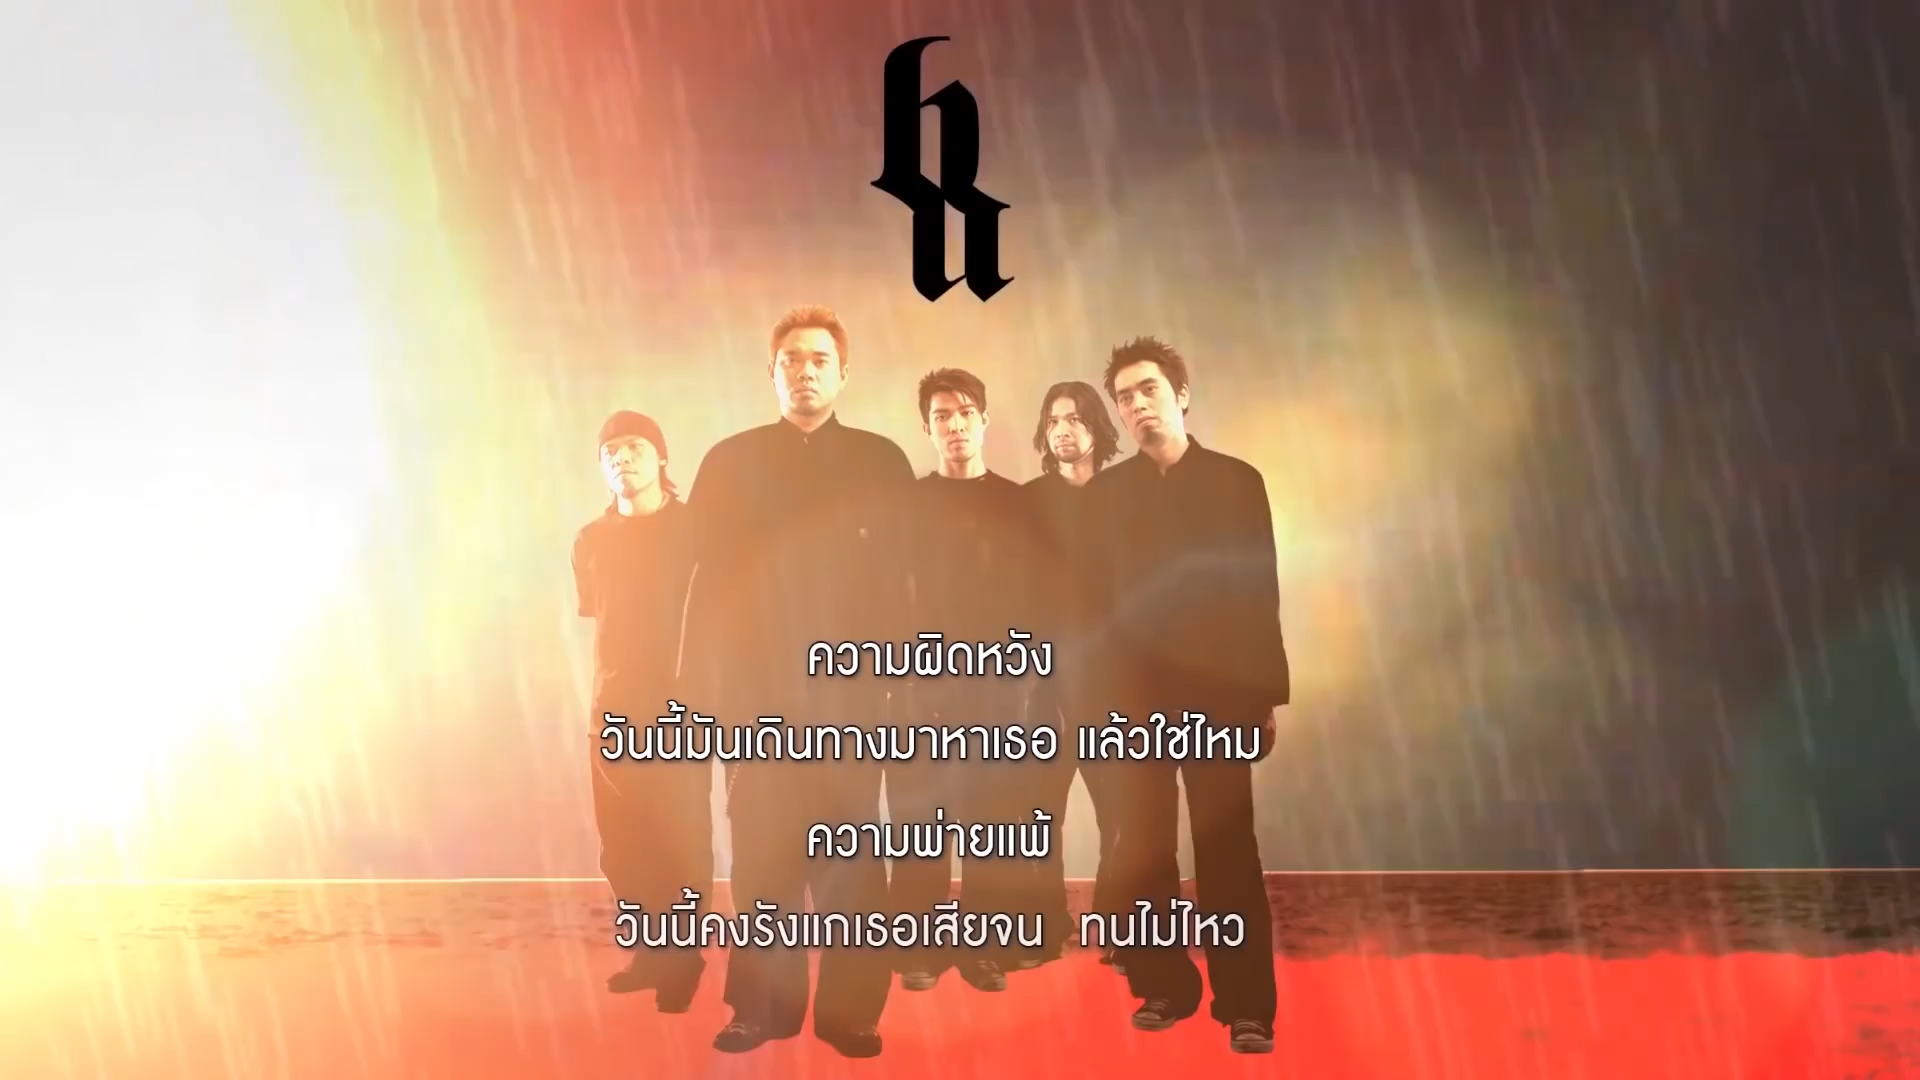 ความผิดหวัง
วันนี้มันเดินทางมาหาเธอ แล้วใช่ไหม
ความพ่ายแพ้
วันนี้คงรังแกเธอเสียจน ทนไม่ไหว